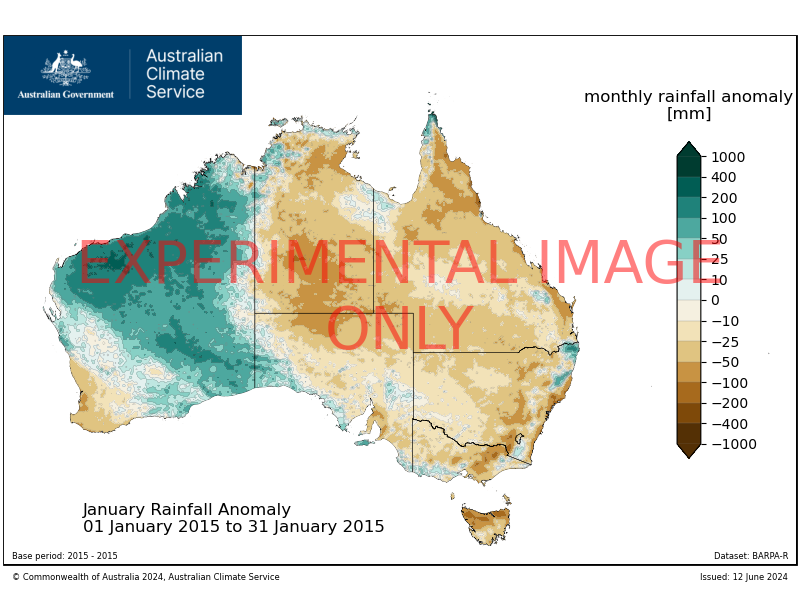 Australian
Climate
Service
Australian Government
monthly rainfall anomaly
[mm]
1000
400
200
100
50
25
10
0
−10
−25
−50
−100
−200
−400
−1000
EXPERIMENTAL IMAGE
ONLY
January Rainfall Anomaly
01 January 2015 to 31 January 2015
Base period: 2015 - 2015
Dataset: BARPA-R
© Commonwealth of Australia 2024, Australian Climate Service
Issued: 12 June 2024